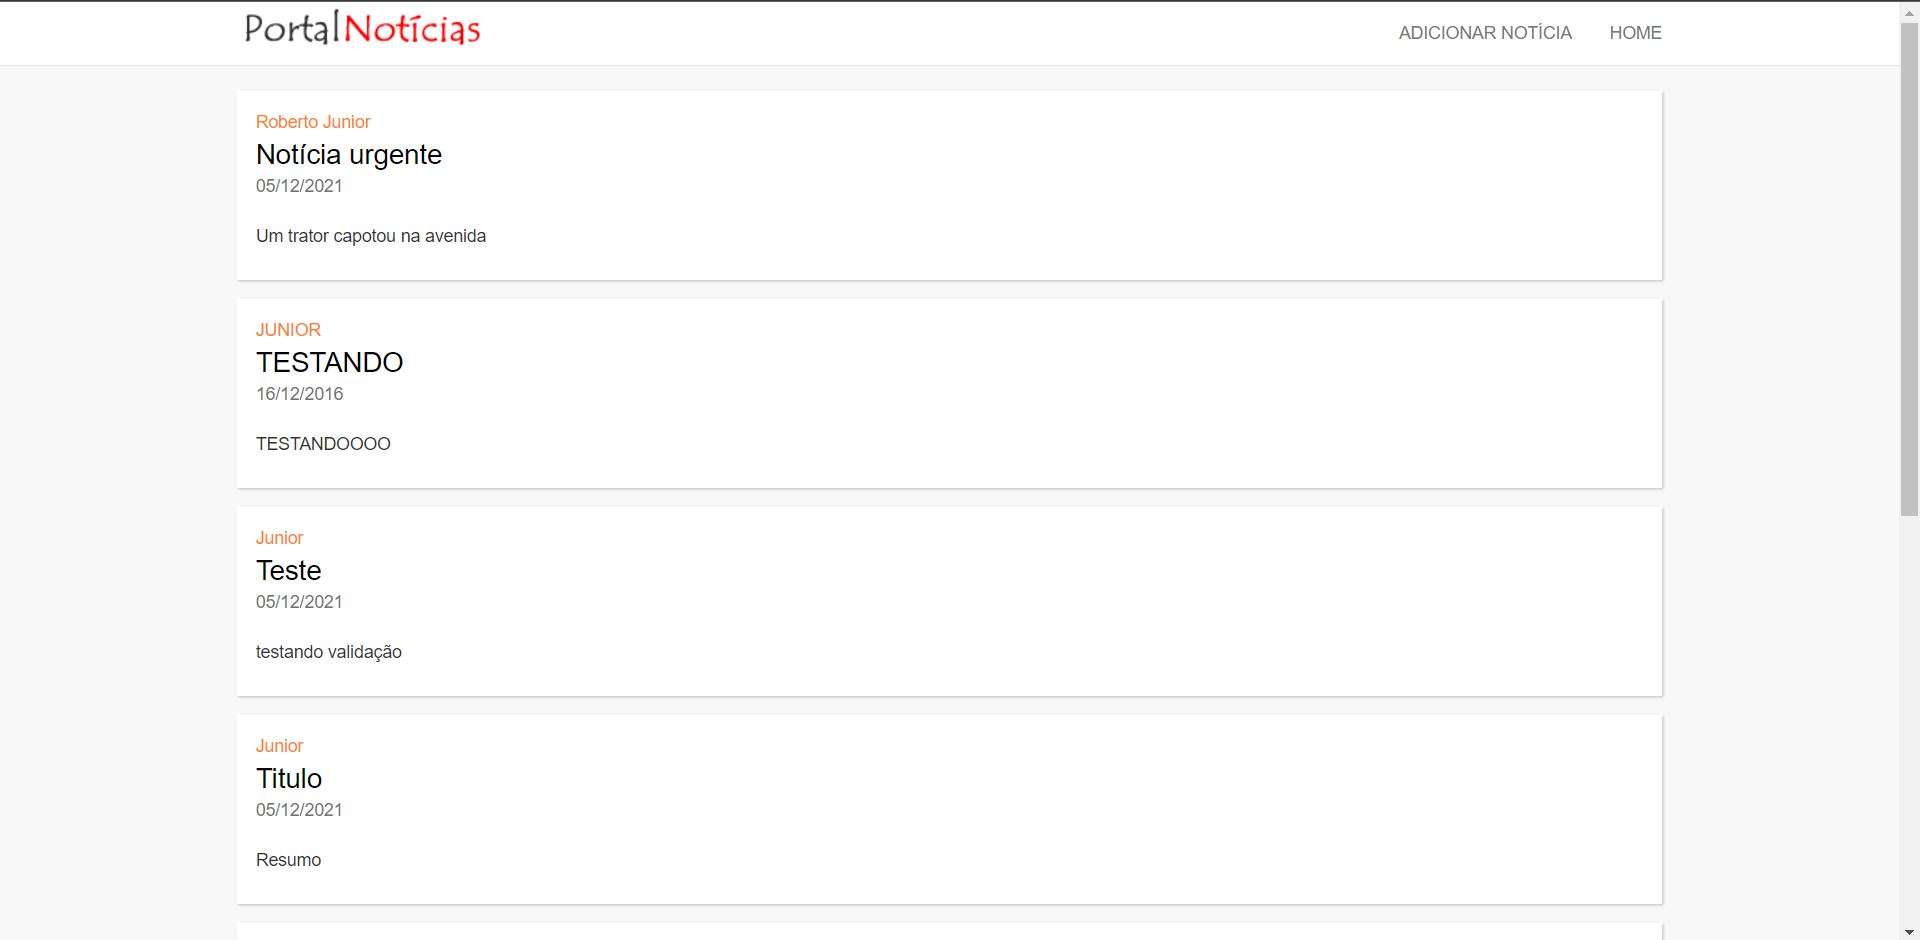 PortalNotícias
ADICIONAR NOTÍCIA HOME
Roberto Junior
Notícia urgente
05/12/2021
Um trator capotou na avenida
JUNIOR
TESTANDO
16/12/2016
TESTANDOOOO
Junior
Teste
05/12/2021
testando validação
Junior
Titulo
05/12/2021
Resumo